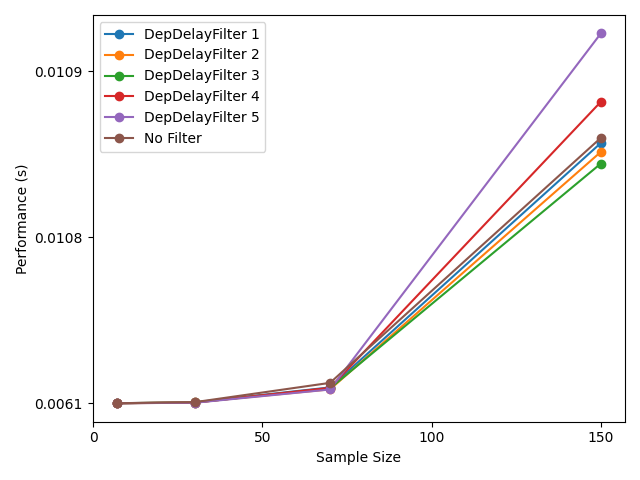 DepDelayFilter 1
DepDelayFilter 2
DepDelayFilter 3
DepDelayFilter 4
DepDelayFilter 5
No Filter
0.0109
0.0108
0.0061
Performance (s)
0 50 100 150
Sample Size